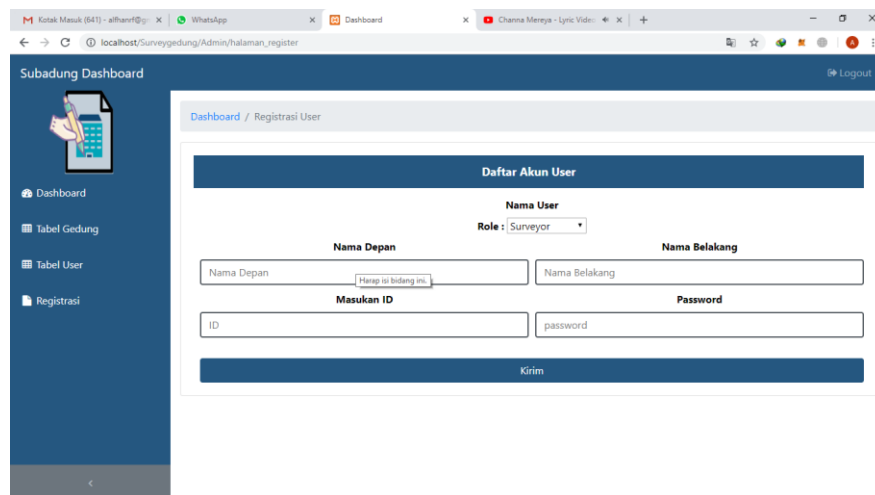 Kotak Masuk (641) - alfhanrf@g
WhatsApp
Dashboard
Channa Mereya - Lyric Vide
localhost/Surveygedung/Admin/halaman_register
A
Subadung Dashboard
Logout
Dashboard / Registrasi User
Daftar Akun User
Dashboard
Nama User
Role : Surveyor
Tabel Gedung
Nama Depan
Nama Belakang
Tabel User
Nama Depan
Nama Belakang
Harap isi bidang ini.
Registrasi
Masukan ID
Password
ID
password
Kirim